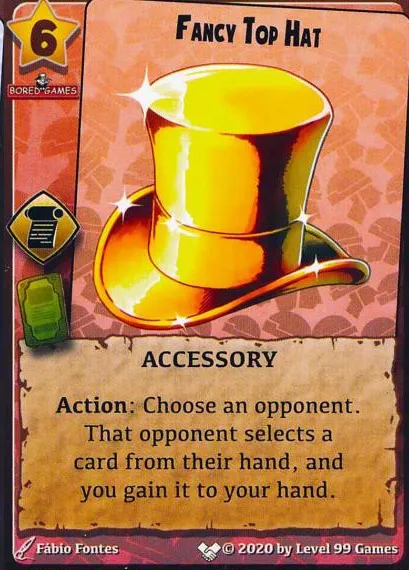 6
FANCY TOP HAT
BORED GAMES
ACCESSORY
Action: Choose an opponent.
That opponent selects a
card from their hand, and
you gain it to your hand.
Fábio Fontes
© 2020 by Level 99 Games